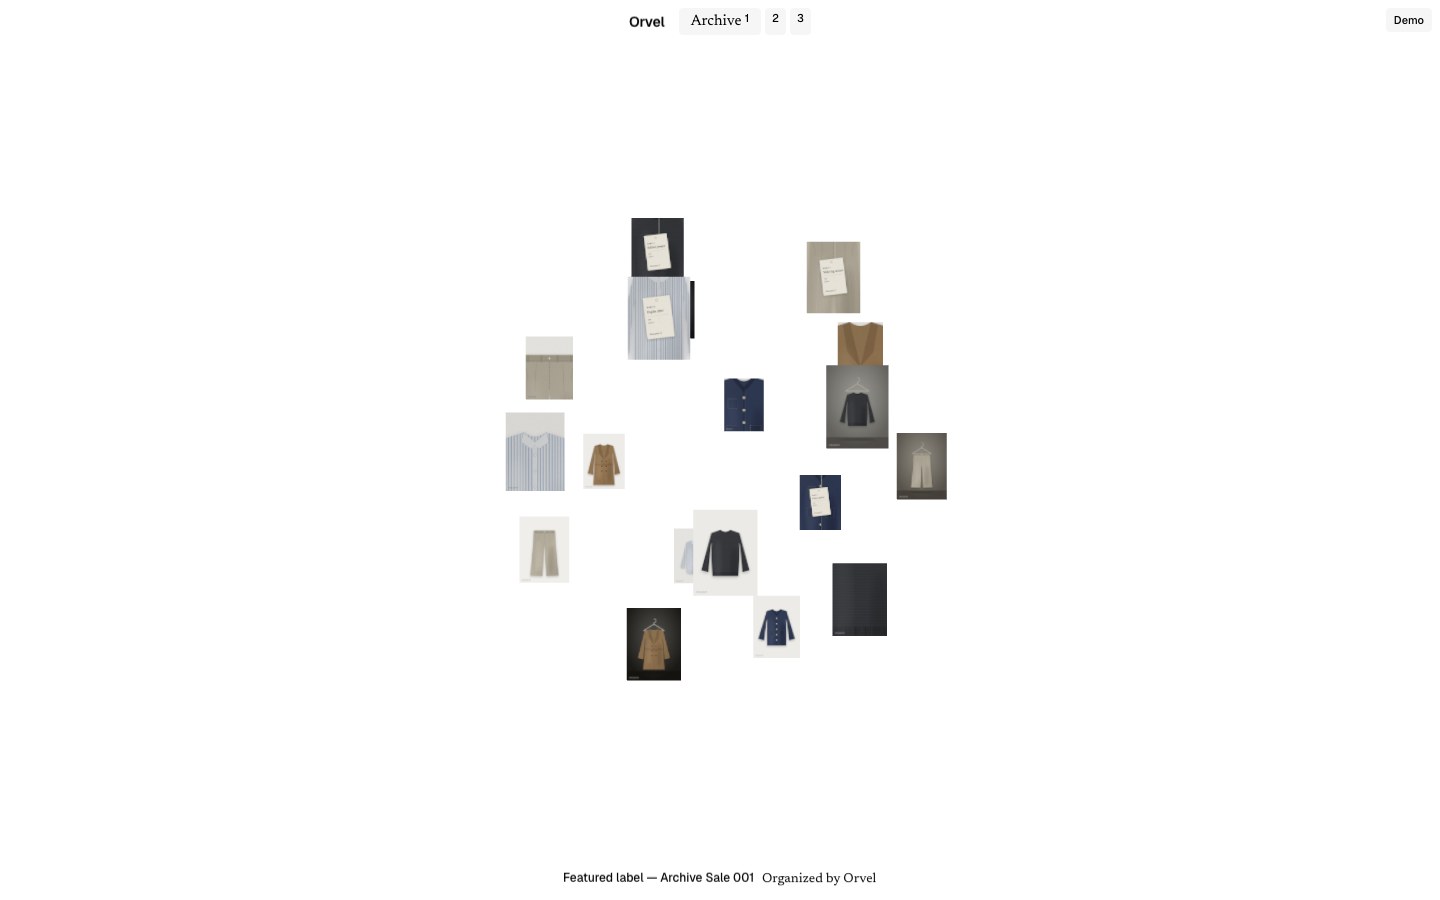 Orvel
Archive 1
2
3
Demo
Featured label — Archive Sale 001 Organized by Orvel